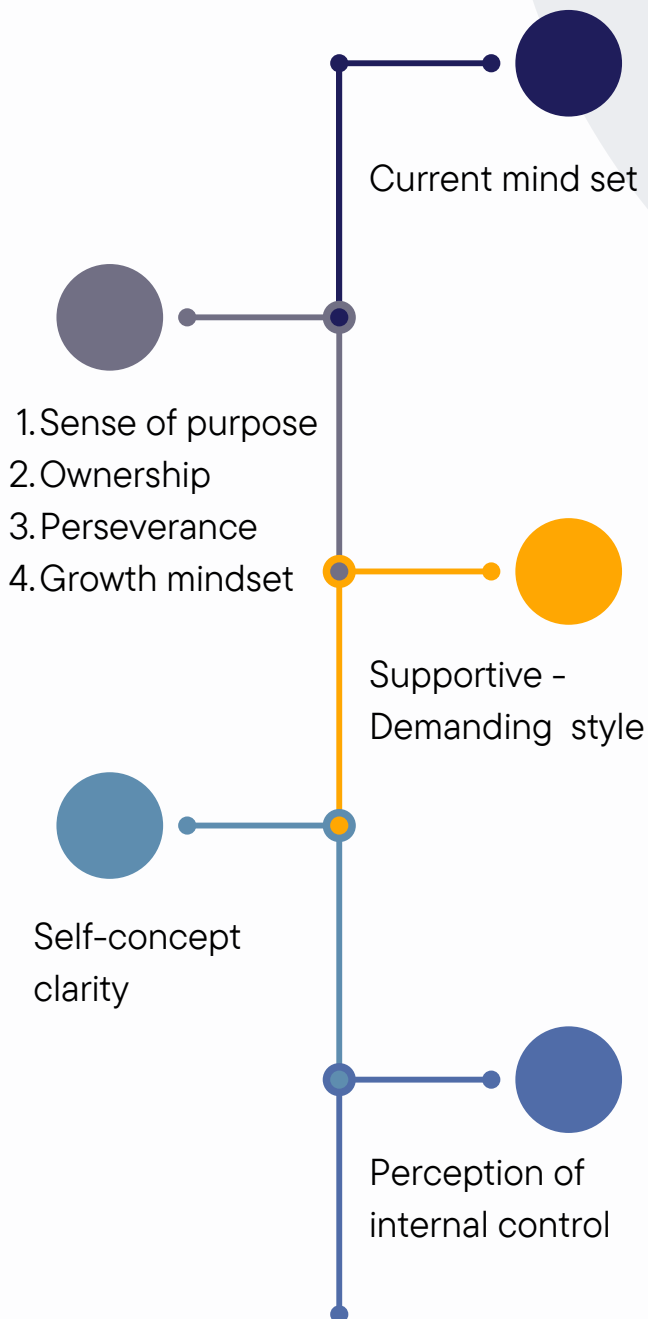 Current mind set
1. Sense of purpose
2. Ownership
3. Perseverance
4. Growth mindset
Supportive -
Demanding  style
Self-concept
clarity
Perception of
internal control